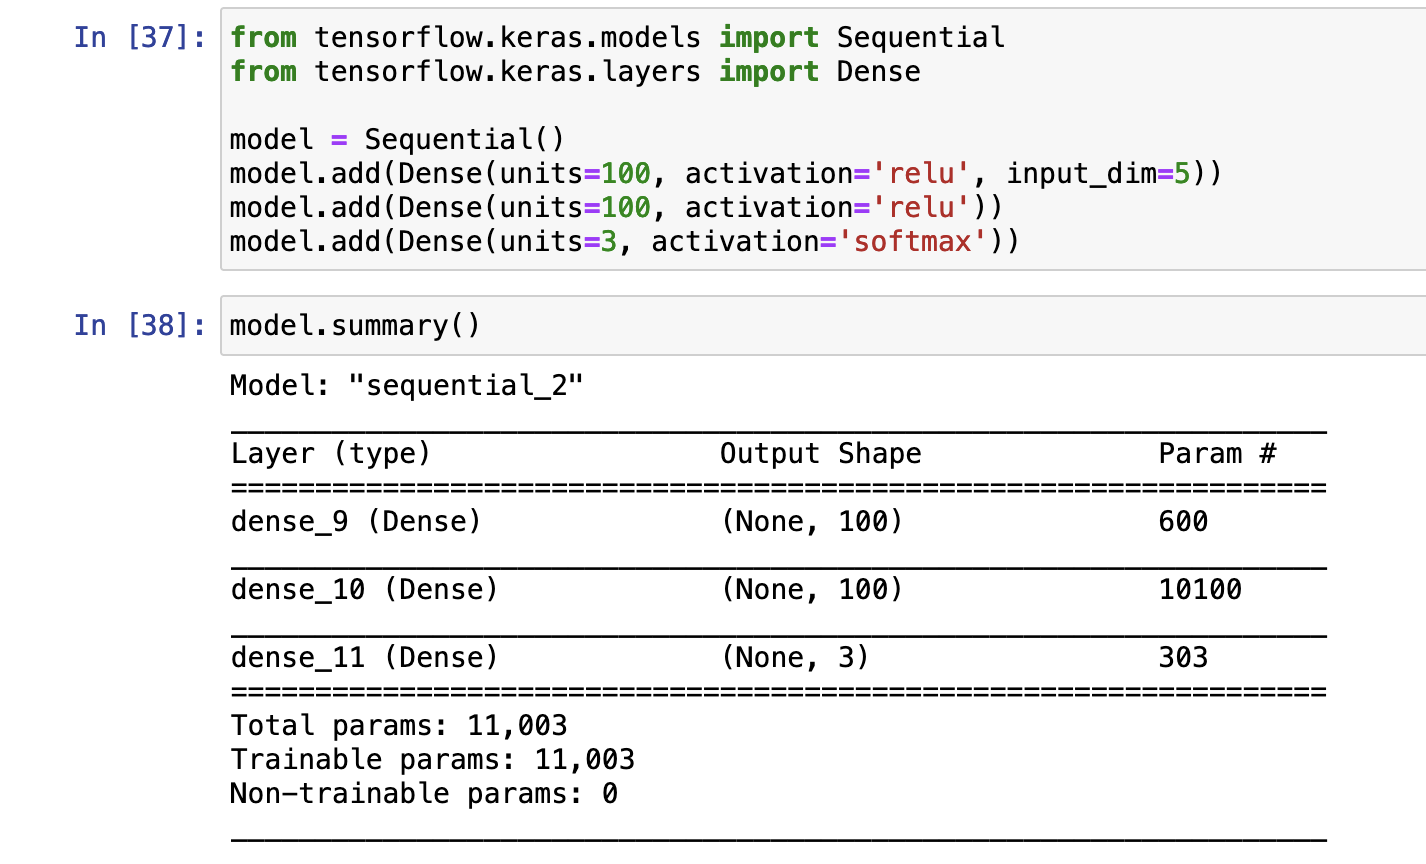 In [37]:
from tensorflow.keras.models import Sequential
from tensorflow.keras.layers import Dense
model = Sequential()
model.add(Dense(units=100, activation='relu', input_dim=5))
model.add(Dense(units=100, activation='relu'))
model.add(Dense(units=3, activation='softmax'))
In [38]:
model.summary()
Model: "sequential_2"
_________________________________________________________________
Layer (type)                 Output Shape              Param #
=================================================================
dense_9 (Dense)              (None, 100)               600
_________________________________________________________________
dense_10 (Dense)             (None, 100)               10100
_________________________________________________________________
dense_11 (Dense)             (None, 3)                 303
=================================================================
Total params: 11,003
Trainable params: 11,003
Non-trainable params: 0
_________________________________________________________________